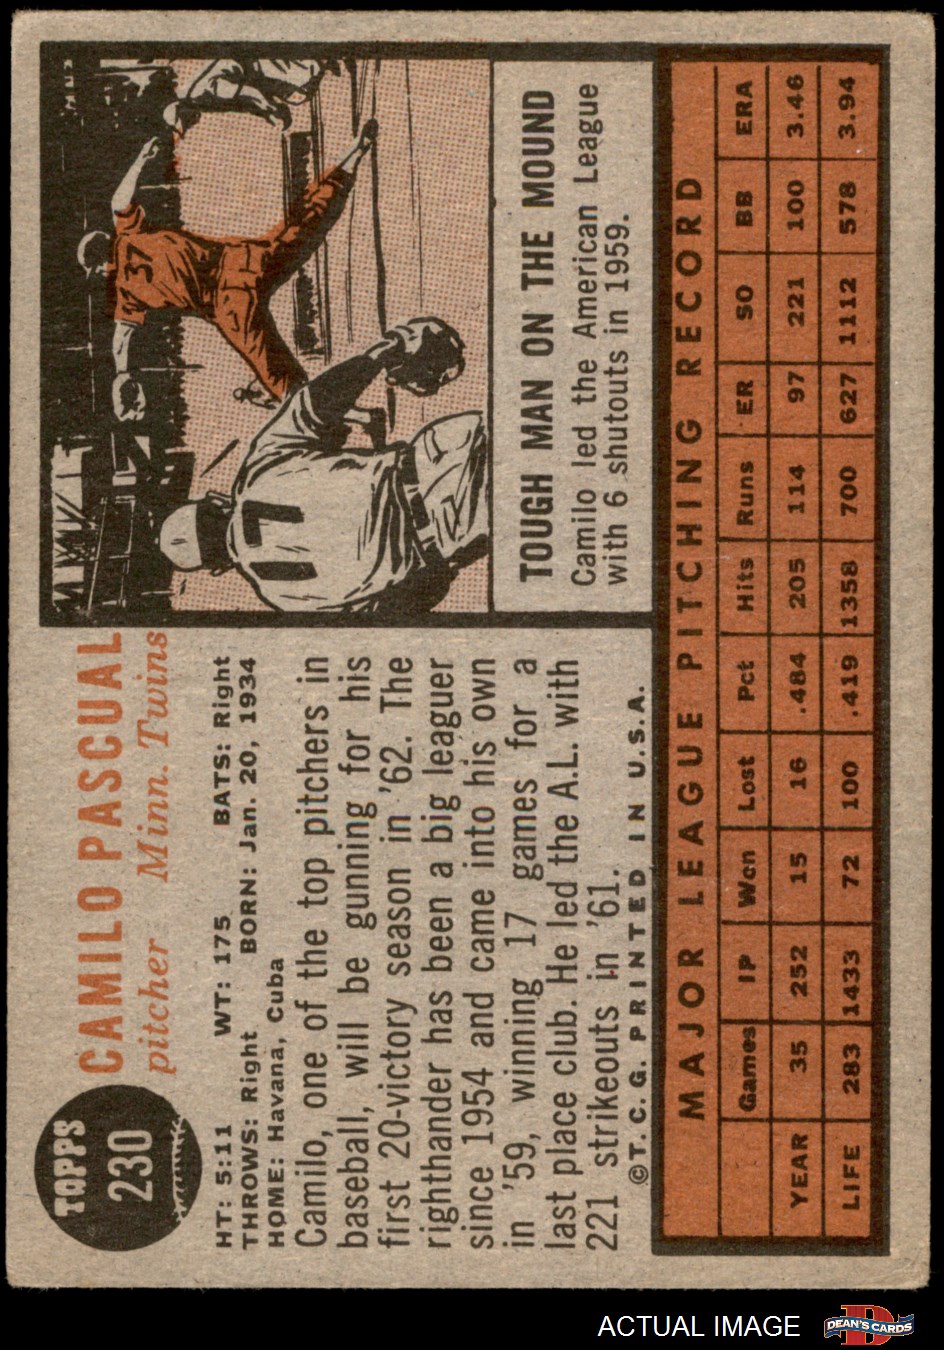 TOPPS
230
CAMILO PASCUAL
pitcher Minn. Twins
HT: 5:11 WT: 175 BATS: Right
THROWS: Right BORN: Jan. 20, 1934
HOME: Havana, Cuba
Camilo, one of the top pitchers in
baseball, will be gunning for his
first 20-victory season in '62. The
righthander has been a big leaguer
since 1954 and came into his own
in '59, winning 17 games for a
last place club. He led the A.L. with
221 strikeouts in '61.
©T.C.G. PRINTED IN U.S.A.
37
17
TOUGH MAN ON THE MOUND
Camilo led the American League
with 6 shutouts in 1959.
MAJOR LEAGUE PITCHING RECORD
Games IP Won Lost Pct Hits Runs ER SO BB ERA
YEAR 35 252 15 16 .484 205 114 97 221 100 3.46
LIFE 283 1433 72 100 .419 1358 700 627 1112 578 3.94
ACTUAL IMAGE
DEAN'S CARDS